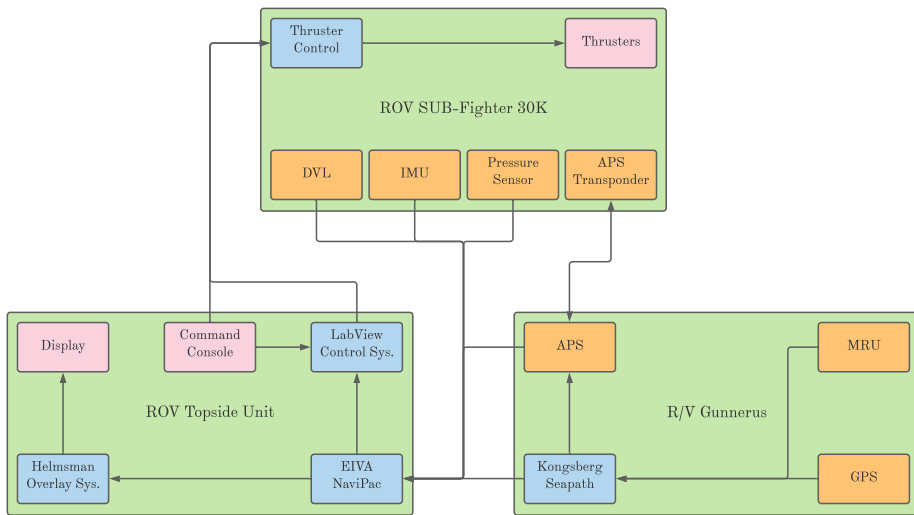 Thruster
Control
Thrusters
ROV SUB-Fighter 30K
DVL
IMU
Pressure
Sensor
APS
Transponder
Display
Command
Console
LabView
Control Sys.
ROV Topside Unit
Helmsman
Overlay Sys.
EIVA
NaviPac
APS
MRU
R/V Gunnerus
Kongsberg
Seapath
GPS